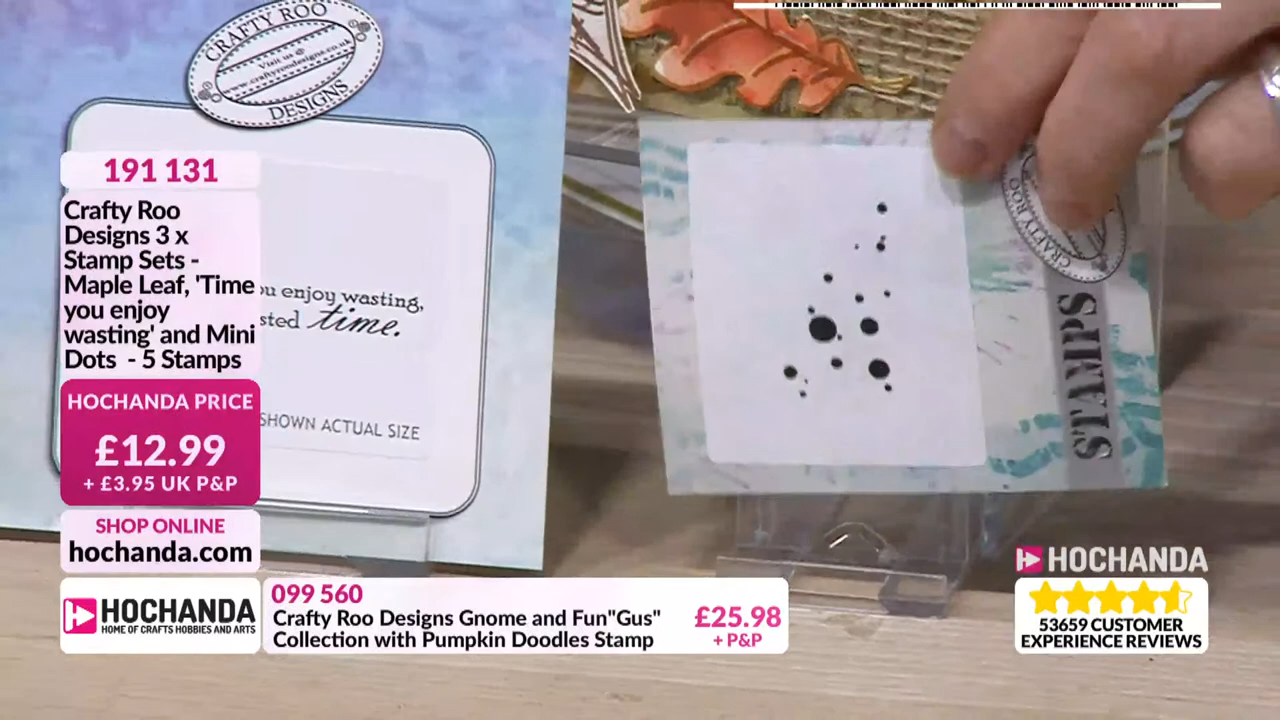 CRAFTY ROO
Visit us @
www.craftyroodesigns.co.uk
DESIGNS
191 131
Crafty Roo
Designs 3 x
Stamp Sets -
Maple Leaf, 'Time
you enjoy
wasting' and Mini
Dots - 5 Stamps
HOCHANDA PRICE
£12.99
+ £3.95 UK P&P
SHOP ONLINE
hochanda.com
u enjoy wasting,
sted time.
SHOWN ACTUAL SIZE
CRAFTY ROO
STAMPS
HOCHANDA
HOME OF CRAFTS HOBBIES AND ARTS
099 560
Crafty Roo Designs Gnome and Fun"Gus"
Collection with Pumpkin Doodles Stamp
£25.98
+ P&P
HOCHANDA
53659 CUSTOMER
EXPERIENCE REVIEWS